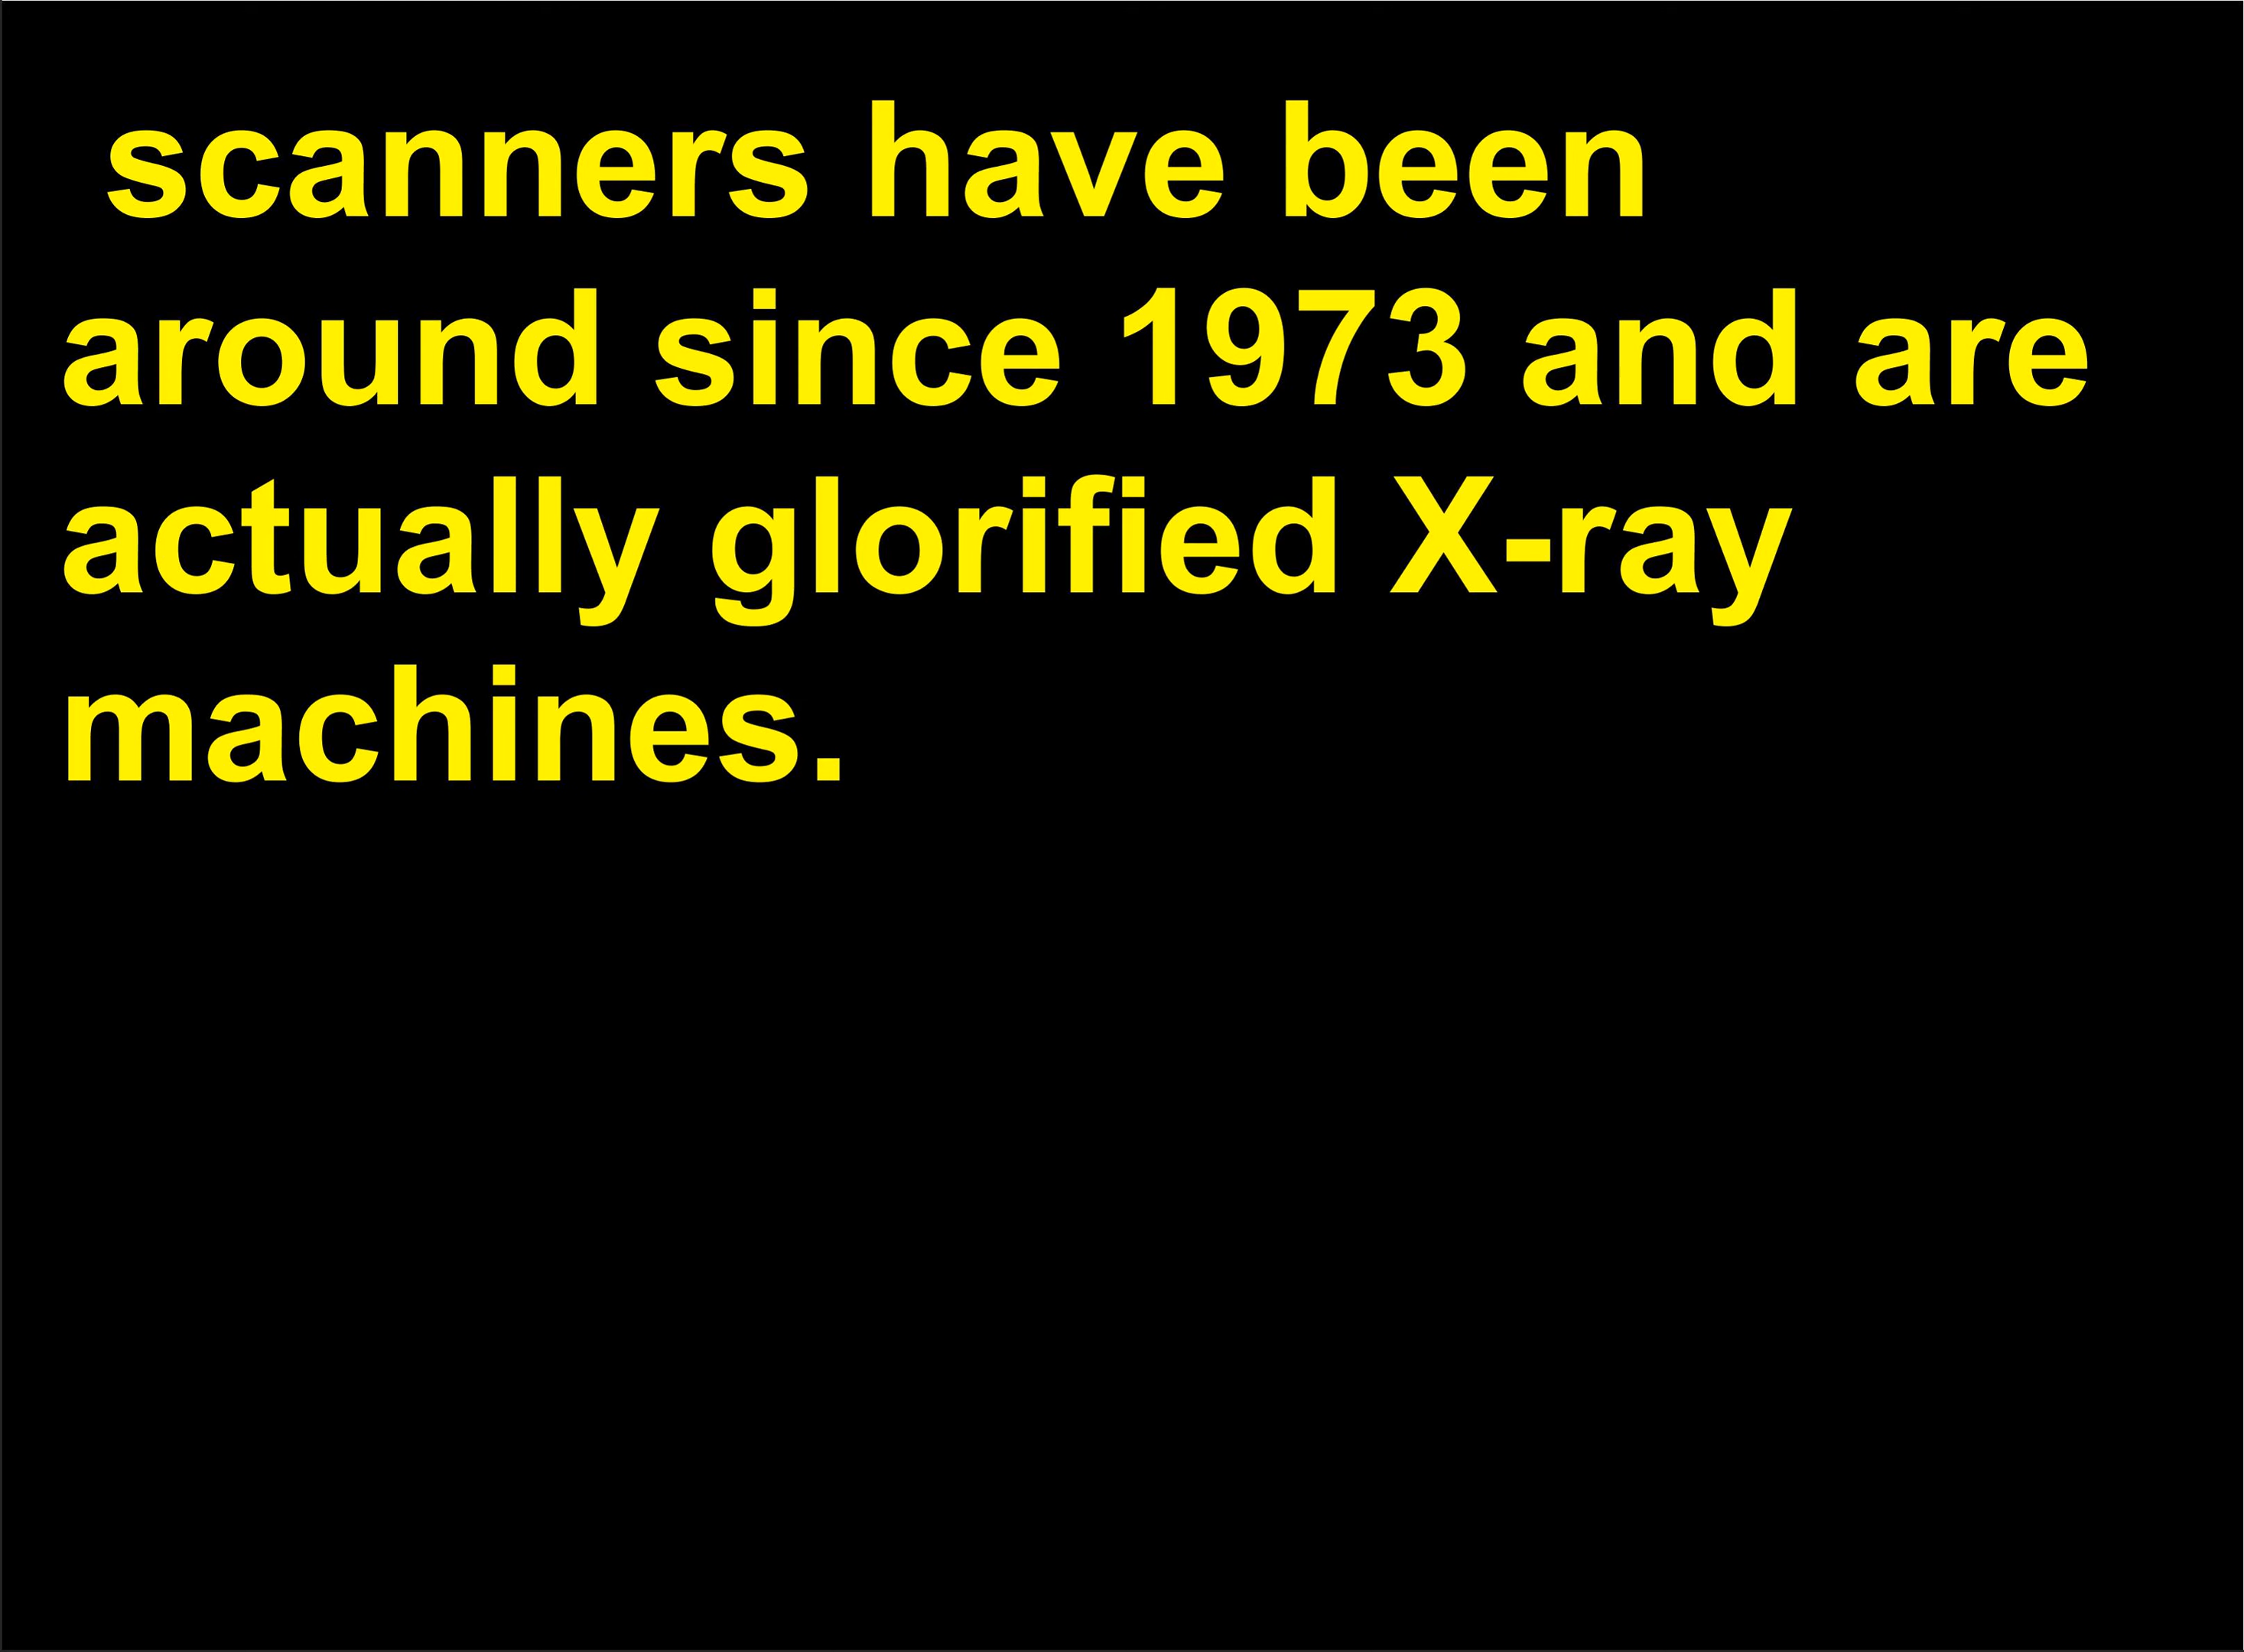 scanners have been
around since 1973 and are
actually glorified X-ray
machines.